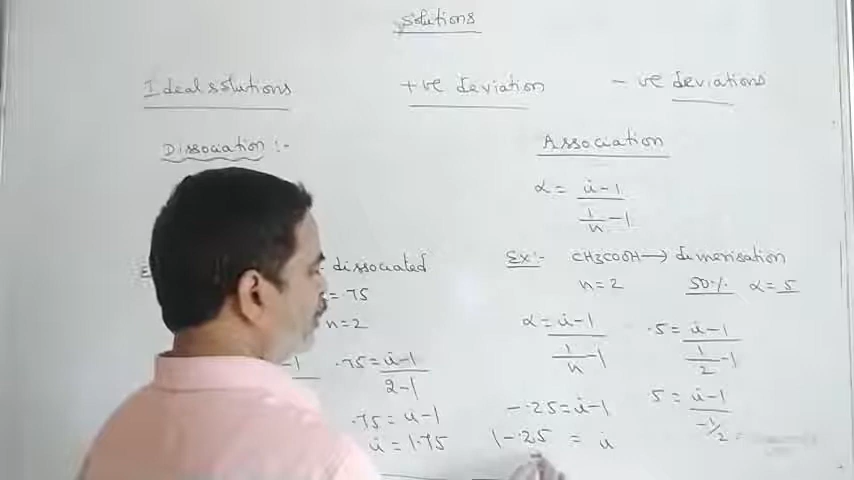 Solutions
Ideal solutions +ve deviation - ve deviations
Dissociation :-
Association
α = i-1
1/n - 1
Ex:- CH3COOH → dimerisation
n=2 50% α = 5
dissociated
= .75
n=2
α = i-1
1/n - 1
.5 = i-1
1/2 - 1
-1 .75 = i-1
2-1
.75 = i-1
i = 1.75
-.25 = i-1
1-.25 = i
5 = i-1
-1/2